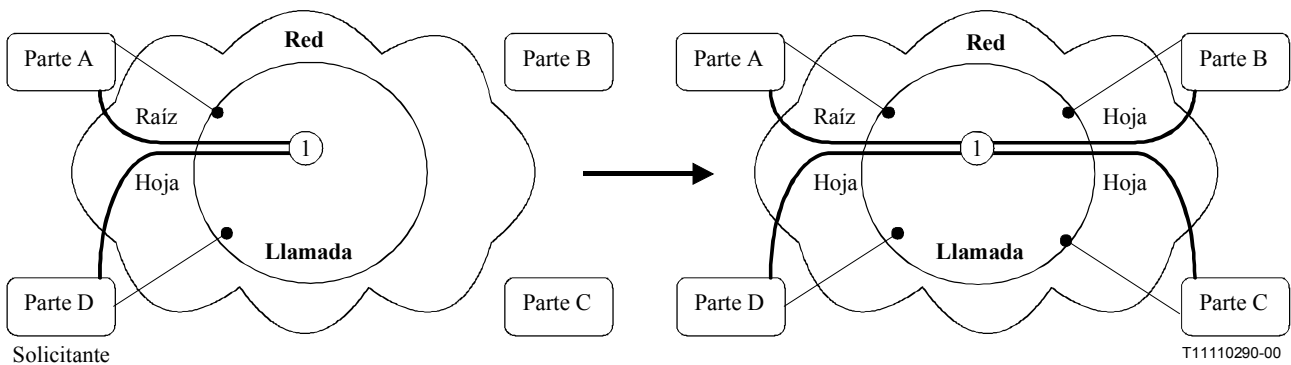 Red
Parte A
Parte B
Raíz
1
Hoja
Llamada
Parte D
Parte C
Solicitante
Red
Parte A
Parte B
Raíz
Hoja
1
Hoja
Hoja
Llamada
Parte D
Parte C
T11110290-00